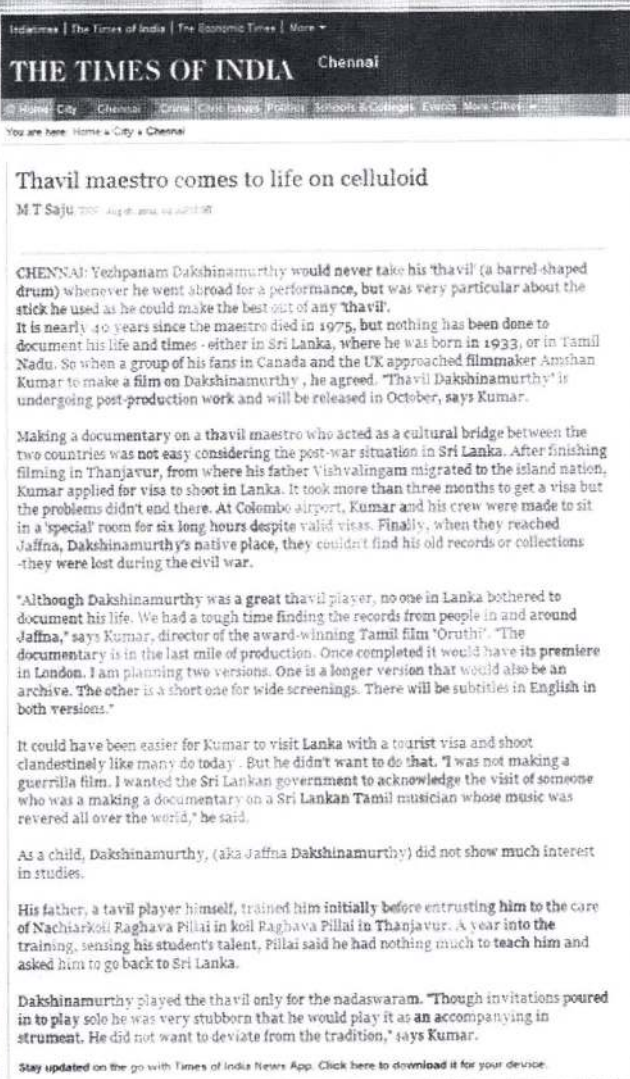 Indiatimes | The Times of India | The Economic Times | More
THE TIMES OF INDIA Chennai
Home City Chennai Crime Civic Issues Politics Schools & Colleges Events More Cities
You are here: Home » City » Chennai
Thavil maestro comes to life on celluloid
M T Saju
CHENNAI: Yezhpanam Dakshinamurthy would never take his 'thavil' (a barrel-shaped
drum) whenever he went abroad for a performance, but was very particular about the
stick he used as he could make the best out of any 'thavil'.
It is nearly 40 years since the maestro died in 1975, but nothing has been done to
document his life and times - either in Sri Lanka, where he was born in 1933, or in Tamil
Nadu. So when a group of his fans in Canada and the UK approached filmmaker Amshan
Kumar to make a film on Dakshinamurthy , he agreed. "Thavil Dakshinamurthy" is
undergoing post-production work and will be released in October, says Kumar.
Making a documentary on a thavil maestro who acted as a cultural bridge between the
two countries was not easy considering the post-war situation in Sri Lanka. After finishing
filming in Thanjavur, from where his father Vishvalingam migrated to the island nation,
Kumar applied for visa to shoot in Lanka. It took more than three months to get a visa but
the problems didn't end there. At Colombo airport, Kumar and his crew were made to sit
in a 'special' room for six long hours despite valid visas. Finally, when they reached
Jaffna, Dakshinamurthy's native place, they couldn't find his old records or collections
-they were lost during the civil war.
"Although Dakshinamurthy was a great thavil player, no one in Lanka bothered to
document his life. We had a tough time finding the records from people in and around
Jaffna," says Kumar, director of the award-winning Tamil film 'Oruthi'. "The
documentary is in the last mile of production. Once completed it would have its premiere
in London. I am planning two versions. One is a longer version that would also be an
archive. The other is a short one for wide screenings. There will be subtitles in English in
both versions."
It could have been easier for Kumar to visit Lanka with a tourist visa and shoot
clandestinely like many do today . But he didn't want to do that. "I was not making a
guerrilla film. I wanted the Sri Lankan government to acknowledge the visit of someone
who was a making a documentary on a Sri Lankan Tamil musician whose music was
revered all over the world," he said.
As a child, Dakshinamurthy, (aka Jaffna Dakshinamurthy) did not show much interest
in studies.
His father, a tavil player himself, trained him initially before entrusting him to the care
of Nachiarkoil Raghava Pillai in koil Raghava Pillai in Thanjavur. A year into the
training, sensing his student's talent, Pillai said he had nothing much to teach him and
asked him to go back to Sri Lanka.
Dakshinamurthy played the thavil only for the nadaswaram. "Though invitations poured
in to play solo he was very stubborn that he would play it as an accompanying in
strument. He did not want to deviate from the tradition," says Kumar.
Stay updated on the go with Times of India News App. Click here to download it for your device.